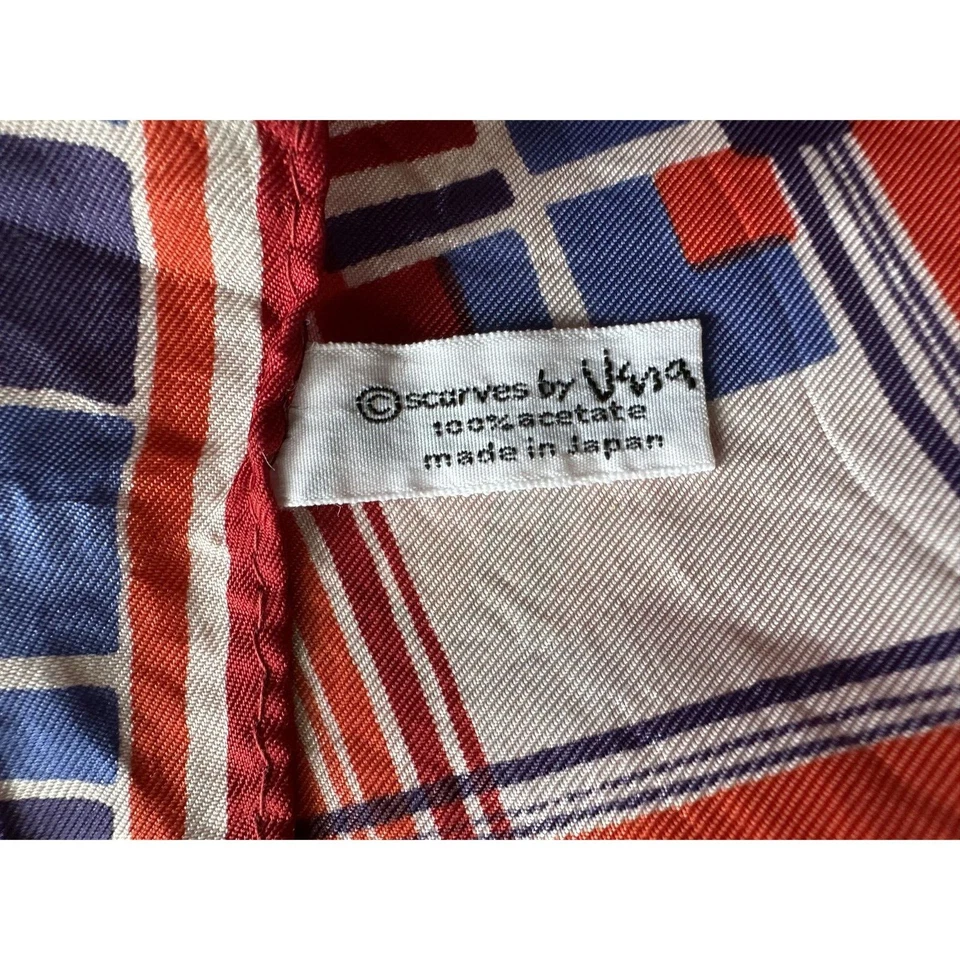 ©scarves by Vera
100% acetate
made in Japan